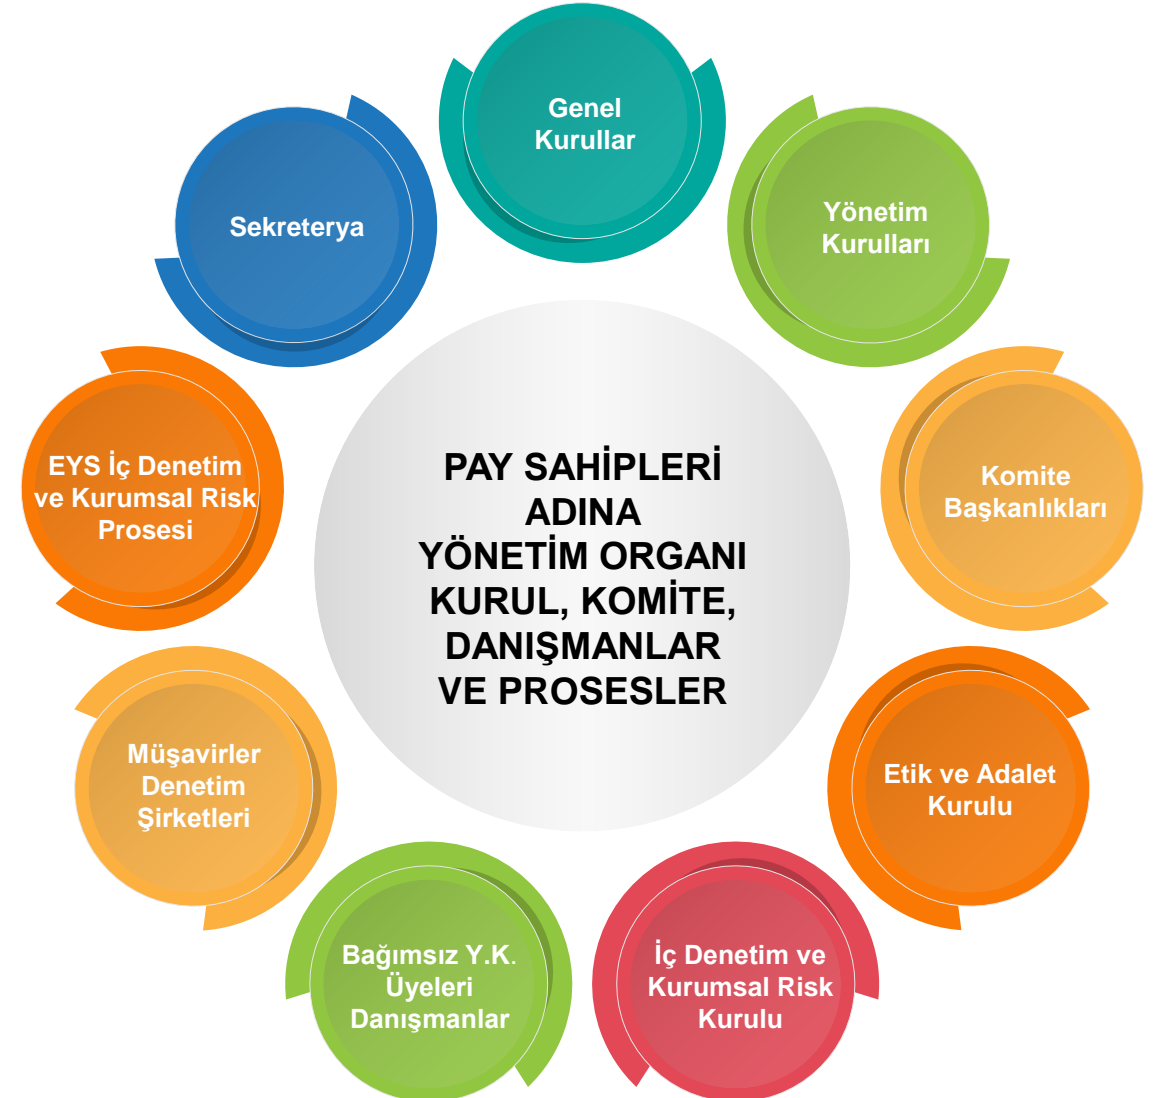 Genel
Kurullar
Yönetim
Kurulları
Komite
Başkanlıkları
Etik ve Adalet
Kurulu
İç Denetim ve
Kurumsal Risk
Kurulu
Bağımsız Y.K.
Üyeleri
Danışmanlar
Müşavirler
Denetim
Şirketleri
EYS İç Denetim
ve Kurumsal Risk
Prosesi
Sekreterya
PAY SAHİPLERİ
ADINA
YÖNETİM ORGANI
KURUL, KOMİTE,
DANIŞMANLAR
VE PROSESLER